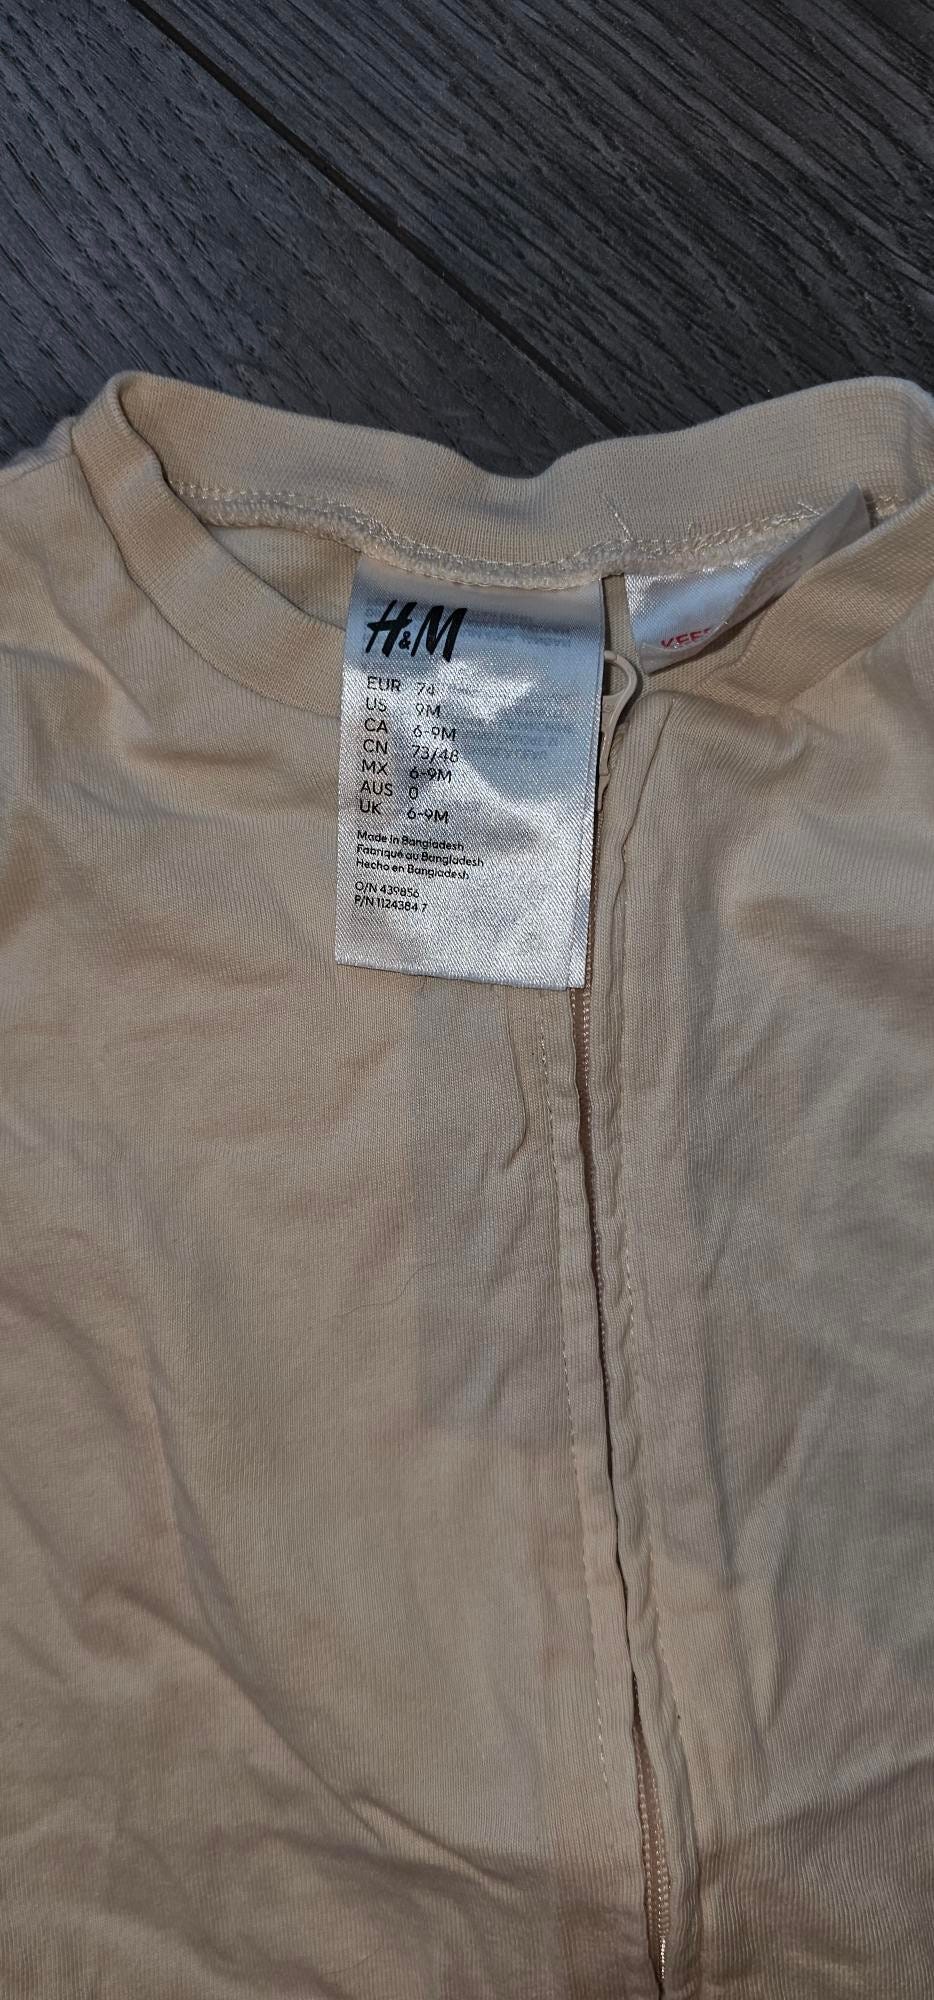 H&M
EUR 74
US 9M
CA 6-9M
CN 73/48
MX 6-9M
AUS 0
UK 6-9M
Made in Bangladesh
Fabriqué au Bangladesh
Hecho en Bangladesh
O/N 439856
P/N 1124384 7